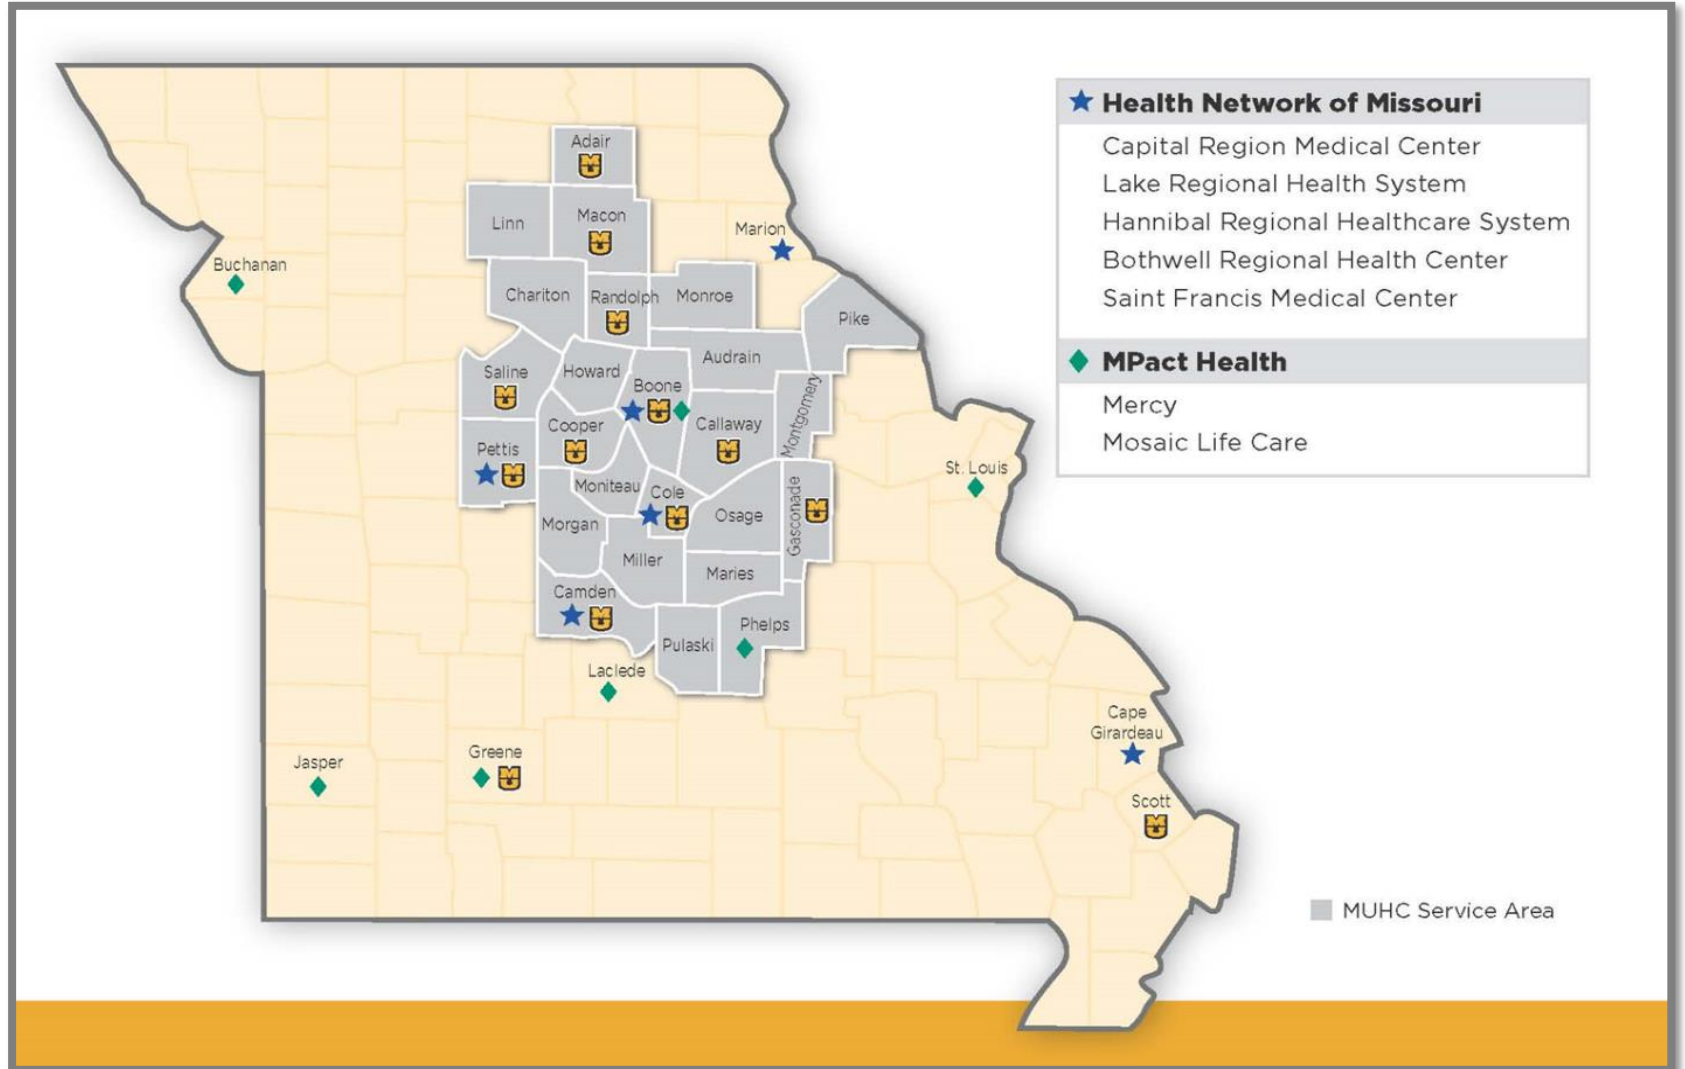 Health Network of Missouri
Capital Region Medical Center
Lake Regional Health System
Hannibal Regional Healthcare System
Bothwell Regional Health Center
Saint Francis Medical Center
MPact Health
Mercy
Mosaic Life Care
Adair
Linn
Macon
Marion
Buchanan
Chariton
Randolph
Monroe
Pike
Saline
Howard
Boone
Audrain
Montgomery
Cooper
Callaway
Pettis
St. Louis
Moniteau
Cole
Morgan
Osage
Gasconade
Miller
Maries
Camden
Pulaski
Phelps
Laclede
Cape
Girardeau
Jasper
Greene
Scott
MUHC Service Area